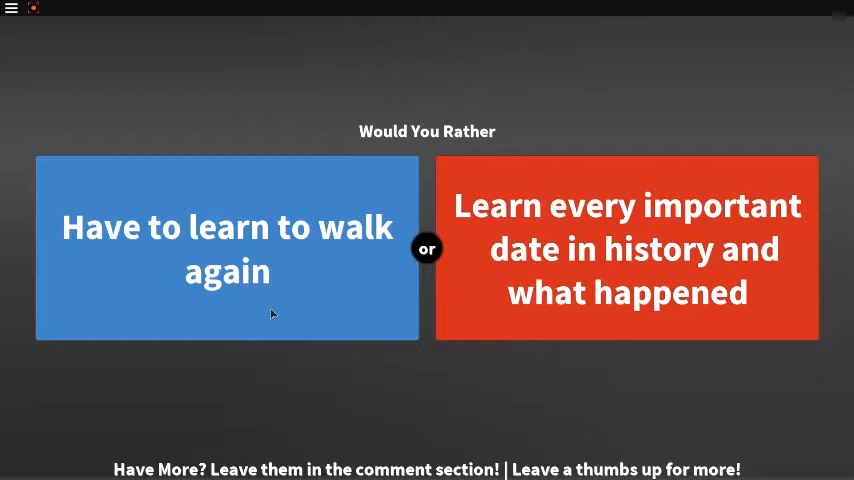 Would You Rather
Have to learn to walk
again
or
Learn every important
date in history and
what happened
Have More? Leave them in the comment section! | Leave a thumbs up for more!